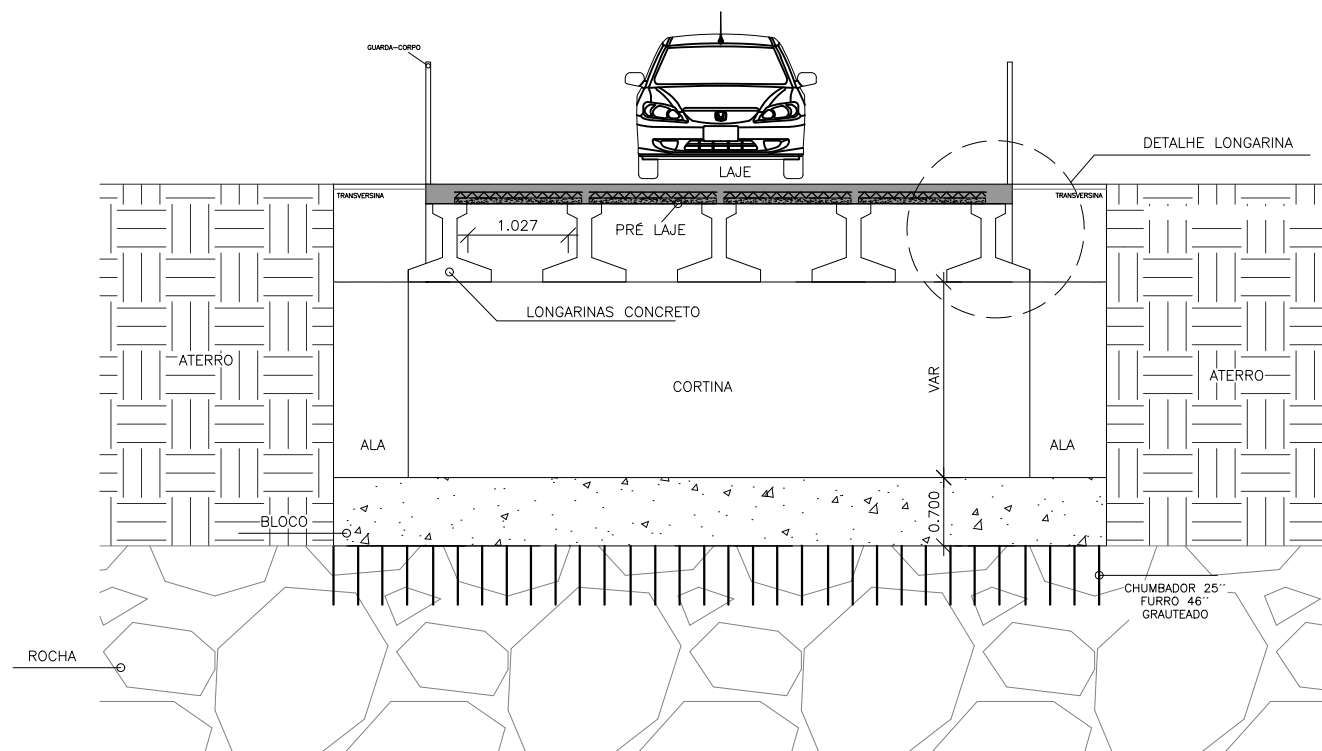 GUARDA-CORPO
DETALHE LONGARINA
LAJE
TRANSVERSINA
TRANSVERSINA
1.027
PRÉ LAJE
LONGARINAS CONCRETO
ATERRO
CORTINA
VAR
ATERRO
ALA
ALA
BLOCO
0.700
CHUMBADOR 25´´
FURRO 46´´
GRAUTEADO
ROCHA